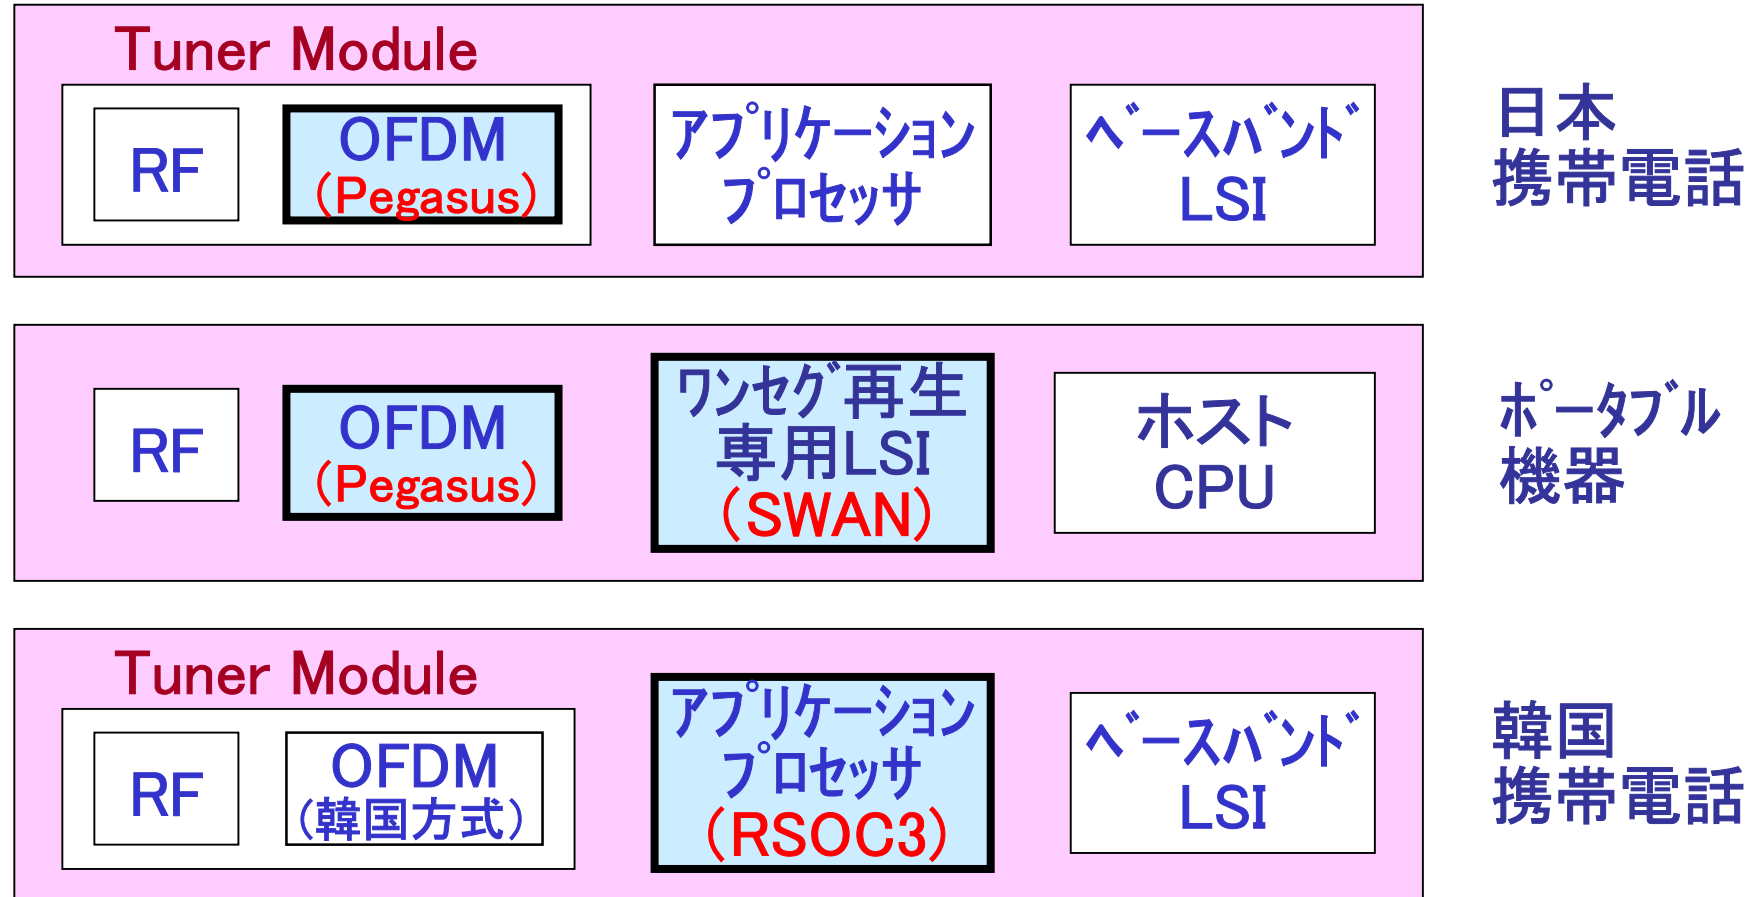 Tuner Module
RF
OFDM
(Pegasus)
ｱﾌﾟﾘｹｰｼｮﾝ
ﾌﾟﾛｾｯｻ
ﾍﾞｰｽﾊﾞﾝﾄﾞ
LSI
日本
携帯電話
RF
OFDM
(Pegasus)
ﾜﾝｾｸﾞ再生
専用LSI
(SWAN)
ホスト
CPU
ﾎﾟｰﾀﾌﾞﾙ
機器
Tuner Module
RF
OFDM
(韓国方式)
ｱﾌﾟﾘｹｰｼｮﾝ
ﾌﾟﾛｾｯｻ
(RSOC3)
ﾍﾞｰｽﾊﾞﾝﾄﾞ
LSI
韓国
携帯電話